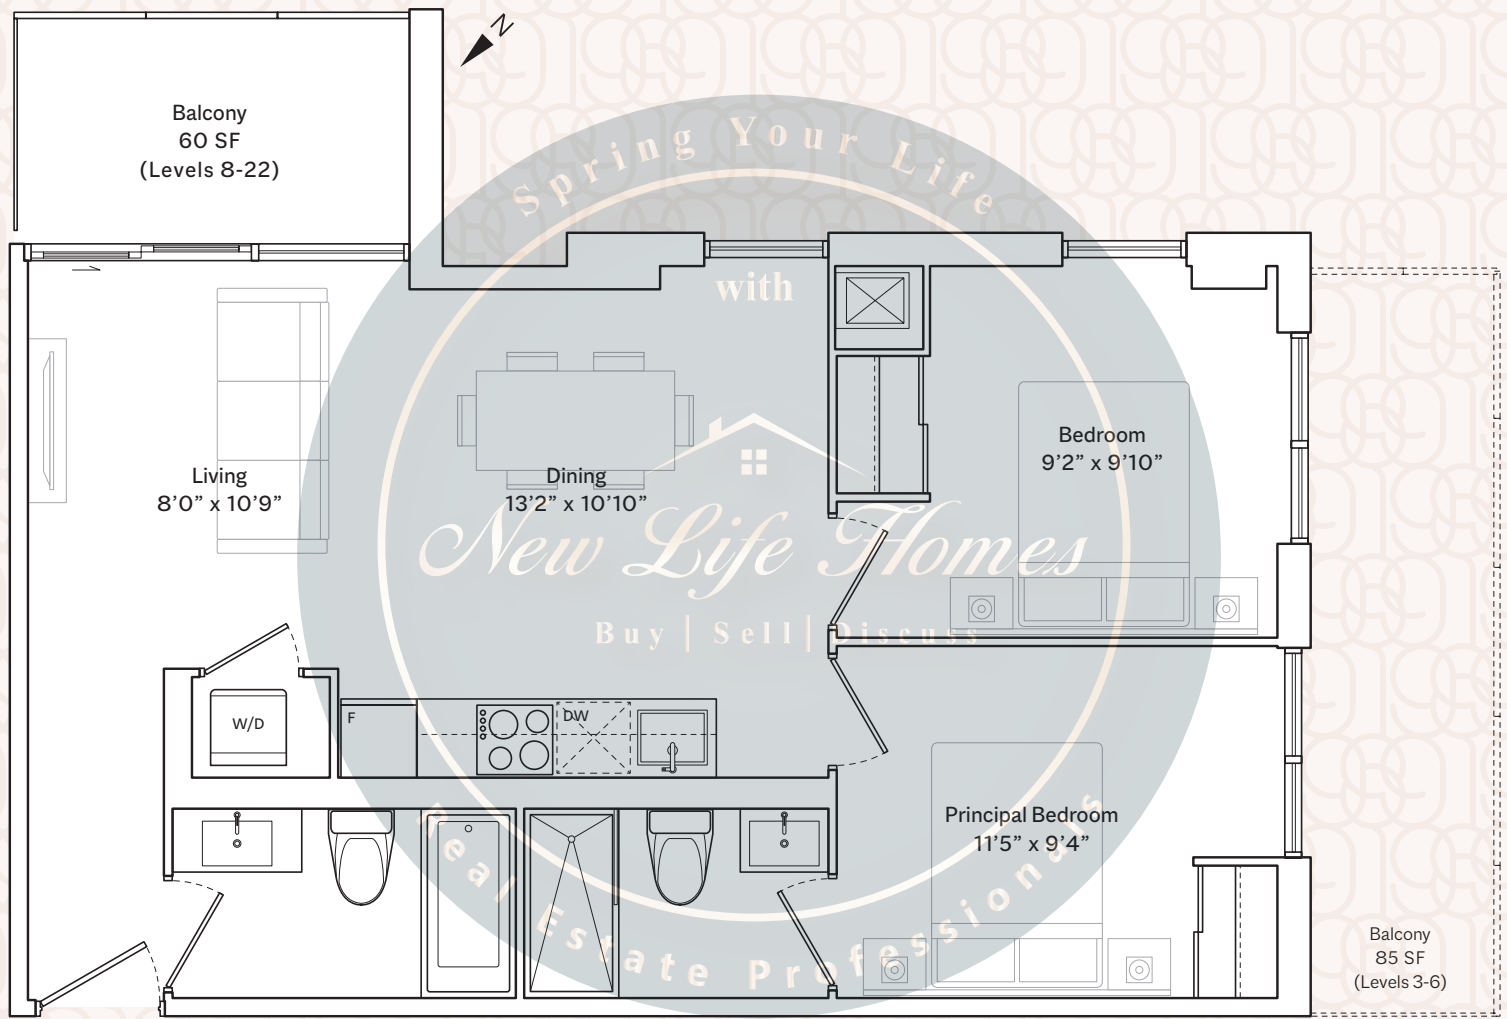 N
Balcony
60 SF
(Levels 8-22)
Spring Your Life
with
Living
8’0” x 10’9”
Dining
13’2” x 10’10”
Bedroom
9’2” x 9’10”
New Life Homes
Buy | Sell | Discuss
W/D
F
DW
Principal Bedroom
11’5” x 9’4”
Real Estate Professionals
Balcony
85 SF
(Levels 3-6)